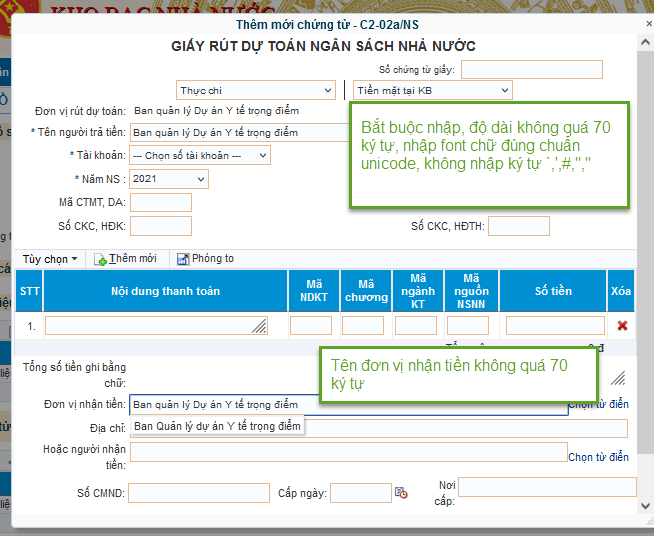 KHO BẠC NHÀ NƯỚC
Thêm mới chứng từ - C2-02a/NS
GIẤY RÚT DỰ TOÁN NGÂN SÁCH NHÀ NƯỚC
Số chứng từ giấy:
Thực chi
Tiền mặt tại KB
Đơn vị rút dự toán: Ban quản lý Dự án Y tế trọng điểm
* Tên người trả tiền: Ban quản lý Dự án Y tế trọng điểm
Bắt buộc nhập, độ dài không quá 70
ký tự, nhập font chữ đúng chuẩn
unicode, không nhập ký tự `,',#,",''
* Tài khoản: --- Chọn số tài khoản ---
* Năm NS : 2021
Mã CTMT, DA:
Số CKC, HĐK:
Số CKC, HĐTH:
Tùy chọn
Thêm mới
Phóng to
STT
Nội dung thanh toán
Mã
NDKT
Mã
chương
Mã
ngành
KT
Mã
nguồn
NSNN
Số tiền
Xóa
1.
Tên đơn vị nhận tiền không quá 70
ký tự
Tổng số tiền ghi bằng
chữ:
Đơn vị nhận tiền: Ban quản lý Dự án Y tế trọng điểm
Chọn từ điển
Địa chỉ:
Ban Quản lý dự án Y tế trọng điểm
Hoặc người nhận
tiền:
Chọn từ điển
Số CMND:
Cấp ngày:
Nơi
cấp: